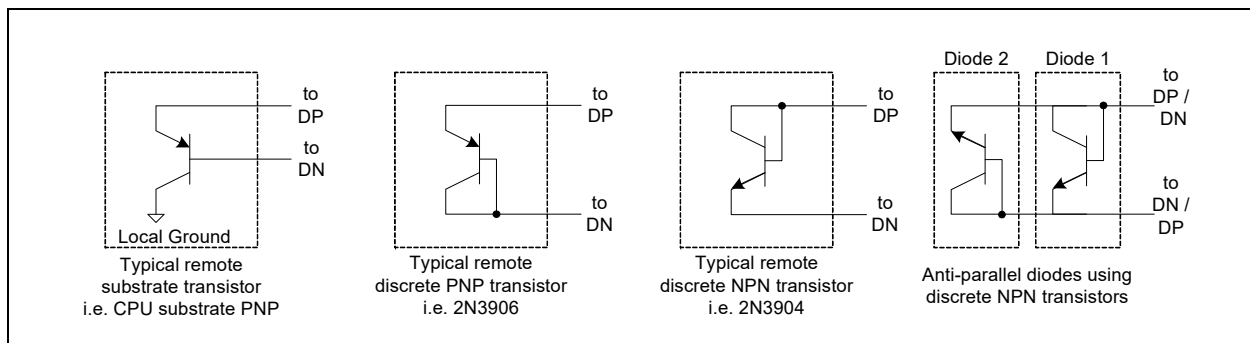 to
DP
to
DN
Local Ground
Typical remote
substrate transistor
i.e. CPU substrate PNP
to
DP
to
DN
Typical remote
discrete PNP transistor
i.e. 2N3906
to
DP
to
DN
Typical remote
discrete NPN transistor
i.e. 2N3904
Diode 2
Diode 1
to
DP /
DN
to
DN /
DP
Anti-parallel diodes using
discrete NPN transistors